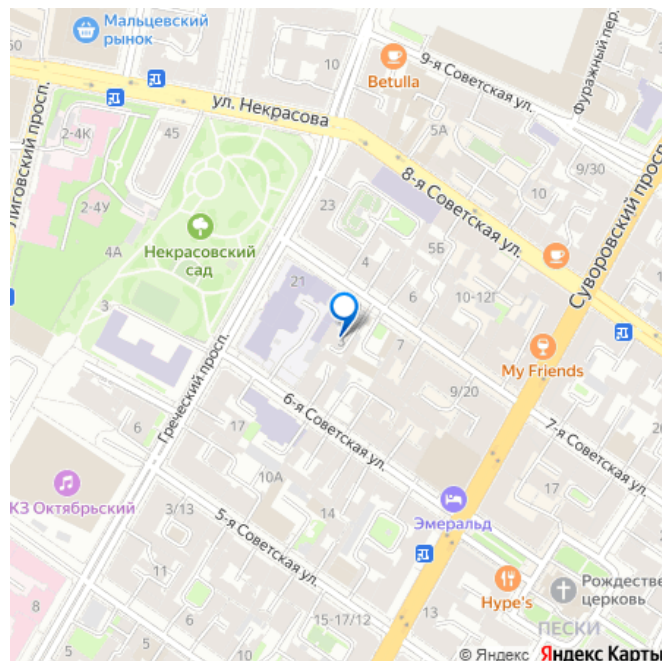 Мальцевский
рынок
10
Betulla
9-я Советская ул.
Фуражный пер.
ул. Некрасова
Лиговский просп.
2-4К
45
5А
9/30
10
8-я Советская ул.
Суворовский просп.
2-4У
23
4А
Некрасовский
сад
5Б
4
6
10-12Г
21
3
3
7
My Friends
Греческий просп.
9/20
6-я Советская ул.
7-я Советская ул.
6
17
10А
КЗ Октябрьский
3/13
14
5-я Советская ул.
Эмеральд
17
20
11
8
Hype's
Рождестве
церковь
ПЕСКИ
15-17/12
13
5
5
© Яндекс Яндекс Карты